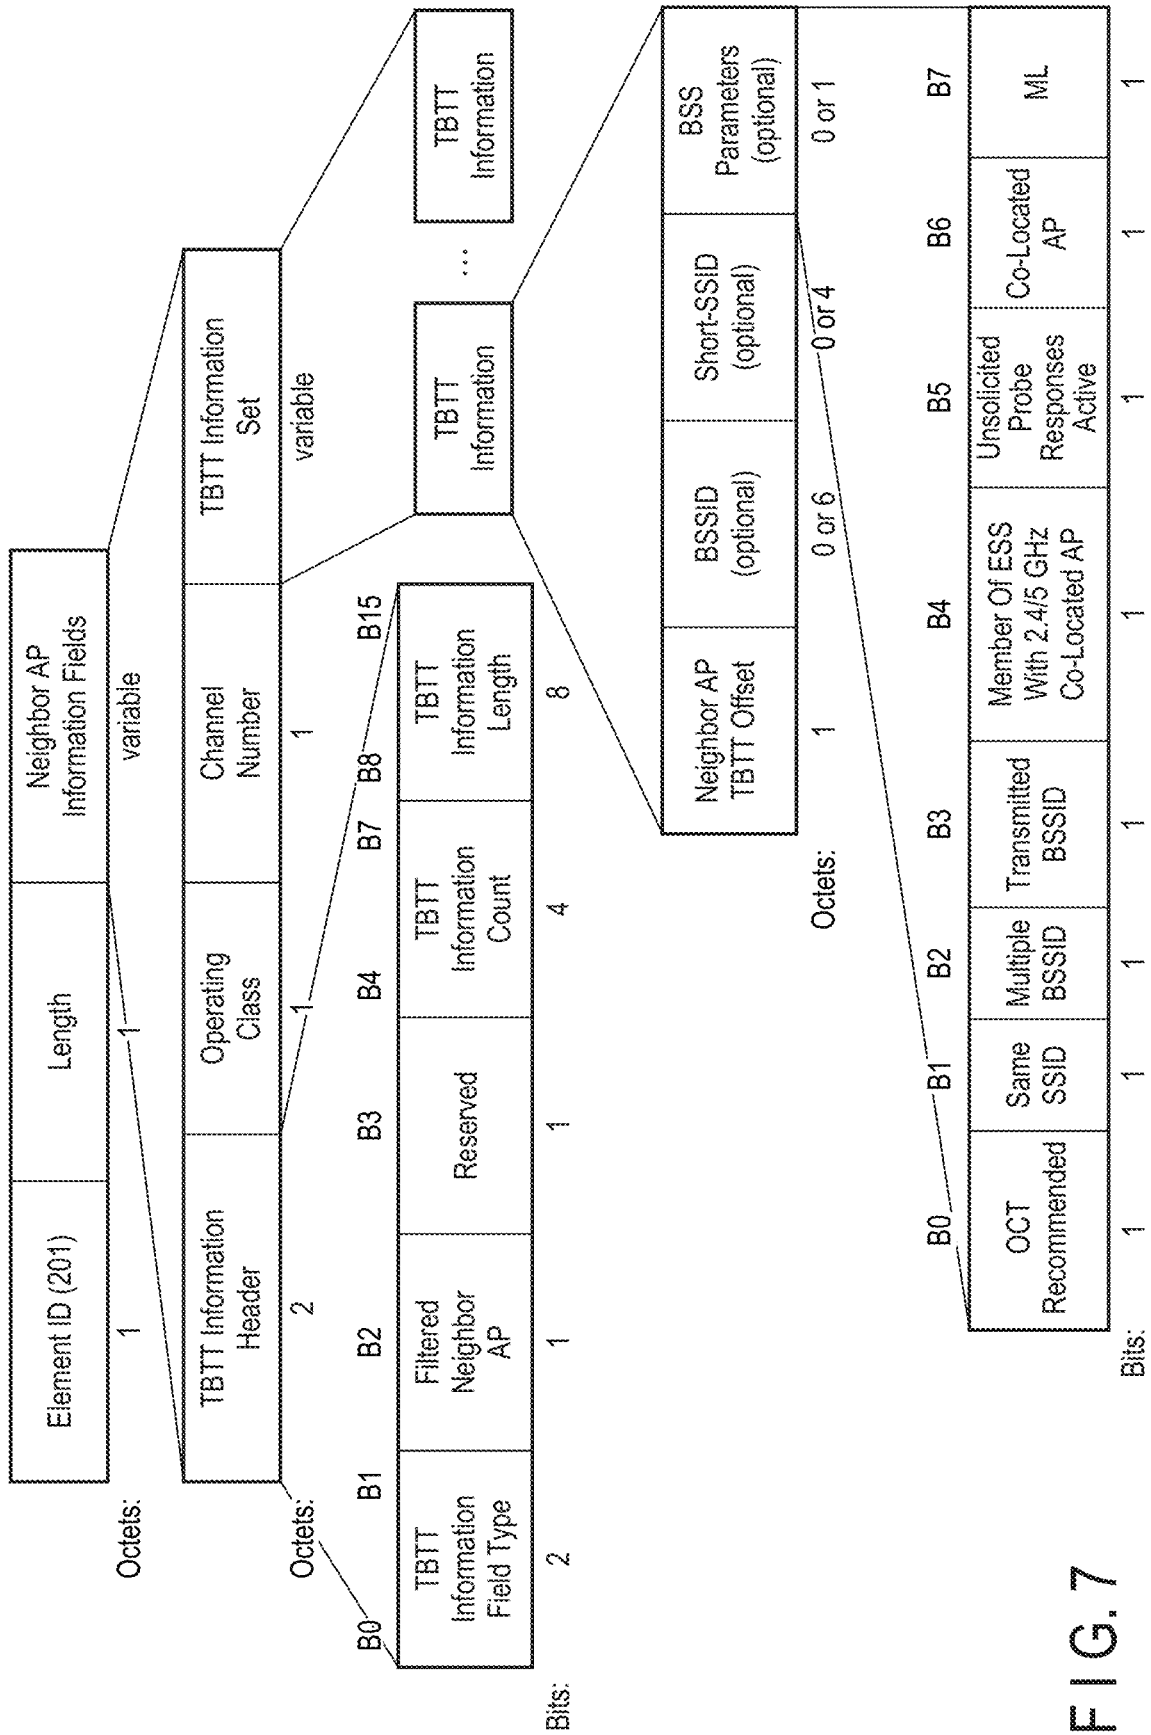 Element ID (201)
Length
Neighbor AP
Information Fields
Octets:
1
1
variable
TBTT Information
Header
Operating
Class
Channel
Number
TBTT Information
Set
Octets:
2
1
1
variable
B0
B1
B2
B3
B4
B7
B8
B15
TBTT
Information
Field Type
Filtered
Neighbor
AP
Reserved
TBTT
Information
Count
TBTT
Information
Length
Bits:
2
1
1
4
8
TBTT
Information
...
TBTT
Information
Neighbor AP
TBTT Offset
BSSID
(optional)
Short-SSID
(optional)
BSS
Parameters
(optional)
Octets:
1
0 or 6
0 or 4
0 or 1
B0
B1
B2
B3
B4
B5
B6
B7
OCT
Recommended
Same
SSID
Multiple
BSSID
Transmitted
BSSID
Member Of ESS
With 2.4/5 GHz
Co-Located AP
Unsolicited
Probe
Responses
Active
Co-Located
AP
ML
Bits:
1
1
1
1
1
1
1
1
FIG. 7